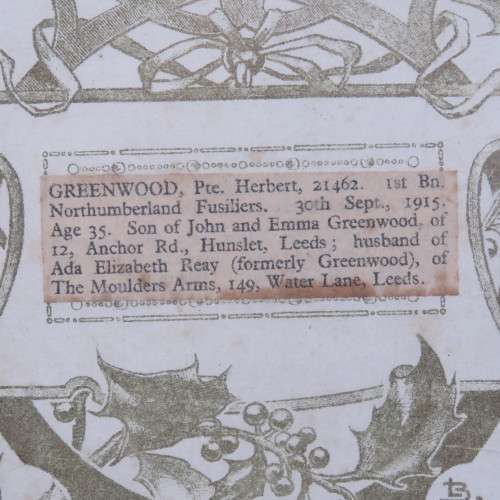 GREENWOOD, Pte. Herbert, 21462. 1st Bn.
Northumberland Fusiliers. 30th Sept., 1915.
Age 35. Son of John and Emma Greenwood, of
12, Anchor Rd., Hunslet, Leeds; husband of
Ada Elizabeth Reay (formerly Greenwood), of
The Moulders Arms, 149, Water Lane, Leeds.